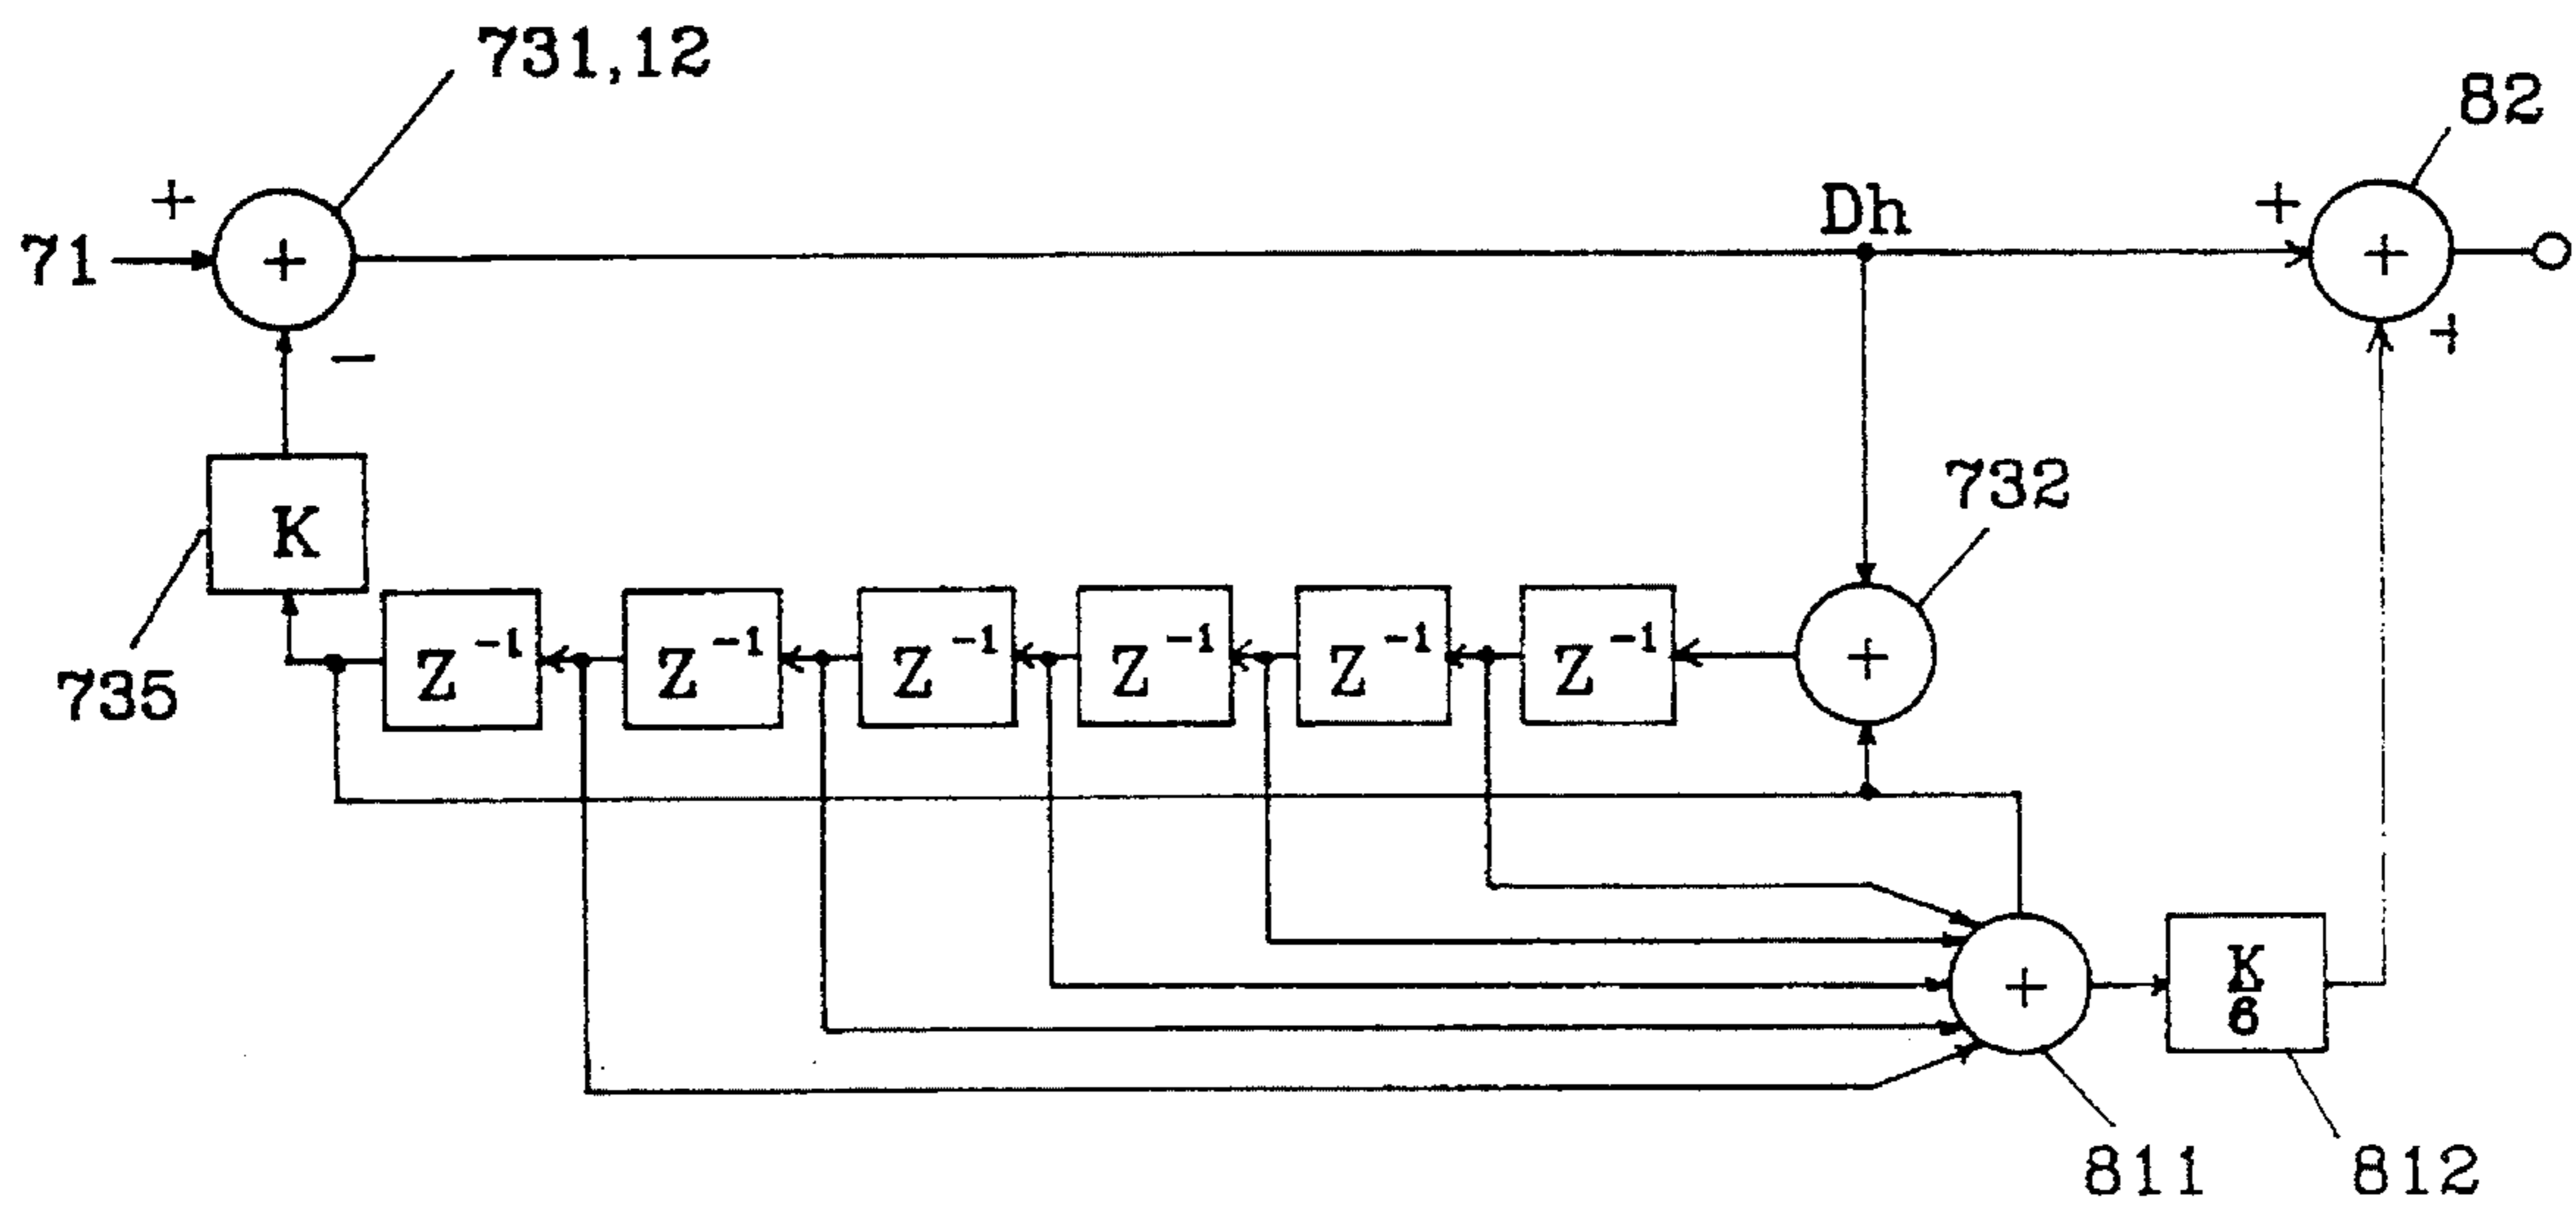 731,12
82
+
+
Dh
71
+
+
−
+
K
732
Z⁻¹
Z⁻¹
Z⁻¹
Z⁻¹
Z⁻¹
Z⁻¹
+
735
+
K
6
811
812